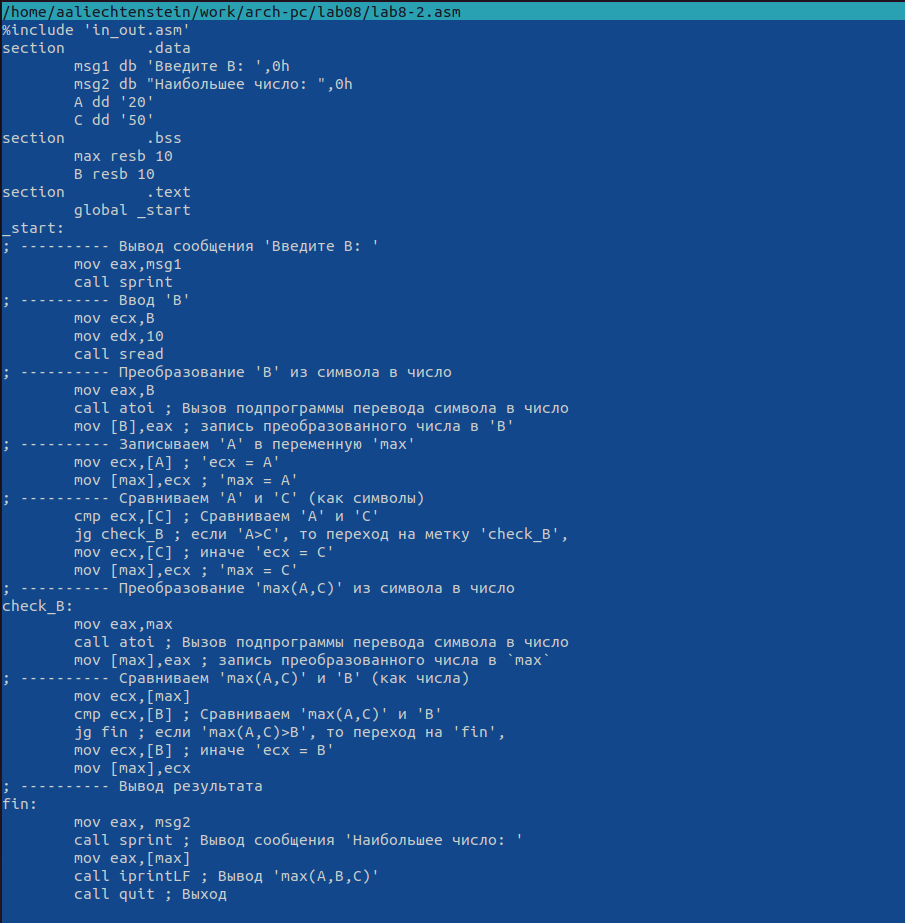 /home/aaliechtenstein/work/arch-pc/lab08/lab8-2.asm
%include 'in_out.asm'
section         .data
        msg1 db 'Введите B: ',0h
        msg2 db "Наибольшее число: ",0h
        A dd '20'
        C dd '50'
section         .bss
        max resb 10
        B resb 10
section         .text
        global _start
_start:
; ---------- Вывод сообщения 'Введите B: '
        mov eax,msg1
        call sprint
; ---------- Ввод 'B'
        mov ecx,B
        mov edx,10
        call sread
; ---------- Преобразование 'B' из символа в число
        mov eax,B
        call atoi ; Вызов подпрограммы перевода символа в число
        mov [B],eax ; запись преобразованного числа в 'B'
; ---------- Записываем 'A' в переменную 'max'
        mov ecx,[A] ; 'ecx = A'
        mov [max],ecx ; 'max = A'
; ---------- Сравниваем 'A' и 'С' (как символы)
        cmp ecx,[C] ; Сравниваем 'A' и 'С'
        jg check_B ; если 'A>C', то переход на метку 'check_B',
        mov ecx,[C] ; иначе 'ecx = C'
        mov [max],ecx ; 'max = C'
; ---------- Преобразование 'max(A,C)' из символа в число
check_B:
        mov eax,max
        call atoi ; Вызов подпрограммы перевода символа в число
        mov [max],eax ; запись преобразованного числа в `max`
; ---------- Сравниваем 'max(A,C)' и 'B' (как числа)
        mov ecx,[max]
        cmp ecx,[B] ; Сравниваем 'max(A,C)' и 'B'
        jg fin ; если 'max(A,C)>B', то переход на 'fin',
        mov ecx,[B] ; иначе 'ecx = B'
        mov [max],ecx
; ---------- Вывод результата
fin:
        mov eax, msg2
        call sprint ; Вывод сообщения 'Наибольшее число: '
        mov eax,[max]
        call iprintLF ; Вывод 'max(A,B,C)'
        call quit ; Выход